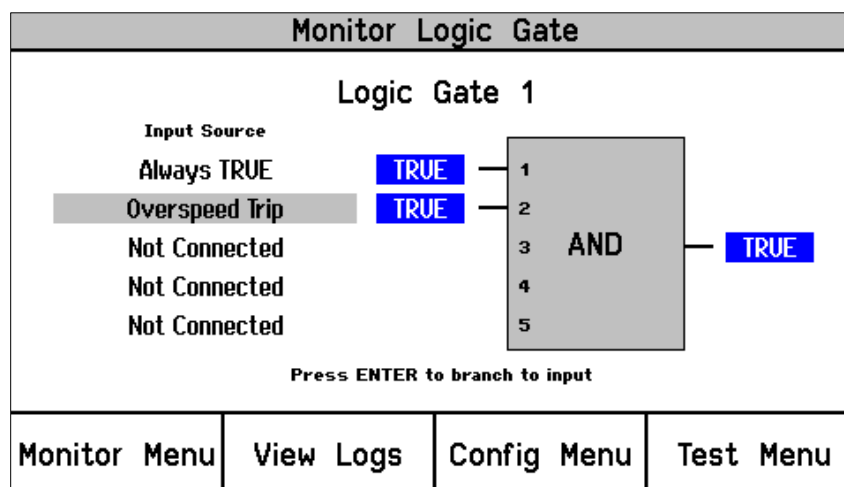 Monitor Logic Gate
Logic Gate 1
Input Source
Always TRUE TRUE 1
Overspeed Trip TRUE 2
Not Connected 3 AND TRUE
Not Connected 4
Not Connected 5
Press ENTER to branch to input
Monitor Menu View Logs Config Menu Test Menu